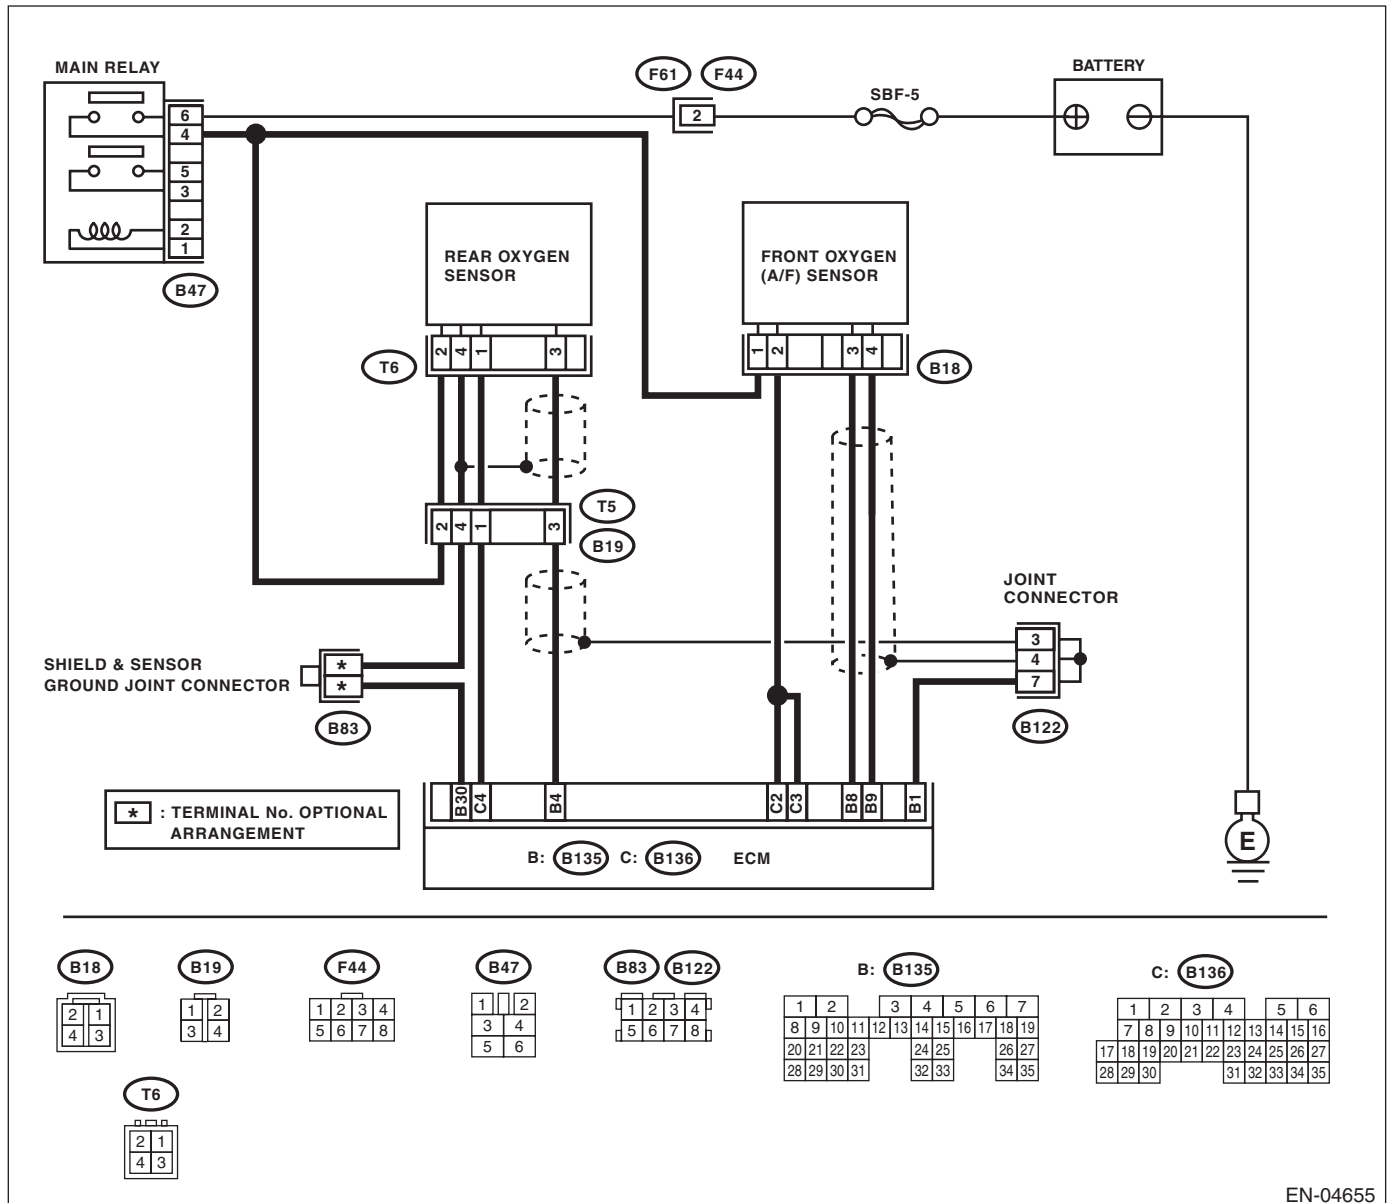 MAIN RELAY
F61 F44
BATTERY
SBF-5
6
4
5
3
2
1
2
B47
REAR OXYGEN
SENSOR
FRONT OXYGEN
(A/F) SENSOR
2 4 1 3
T6
1 2 3 4
B18
2 4 1 3
T5
B19
JOINT
CONNECTOR
3
4
7
B122
SHIELD & SENSOR
GROUND JOINT CONNECTOR
*
*
B83
* : TERMINAL No. OPTIONAL
ARRANGEMENT
B30 C4 B4 C2 C3 B8 B9 B1
B: B135 C: B136 ECM
E
B18
2 1
4 3
B19
1 2
3 4
F44
1 2 3 4
5 6 7 8
B47
1 2
3 4
5 6
B83 B122
1 2 3 4
5 6 7 8
B: B135
1 2 3 4 5 6 7
8 9 10 11 12 13 14 15 16 17 18 19
20 21 22 23 24 25 26 27
28 29 30 31 32 33 34 35
C: B136
1 2 3 4 5 6
7 8 9 10 11 12 13 14 15 16
17 18 19 20 21 22 23 24 25 26 27
28 29 30 31 32 33 34 35
T6
2 1
4 3
EN-04655